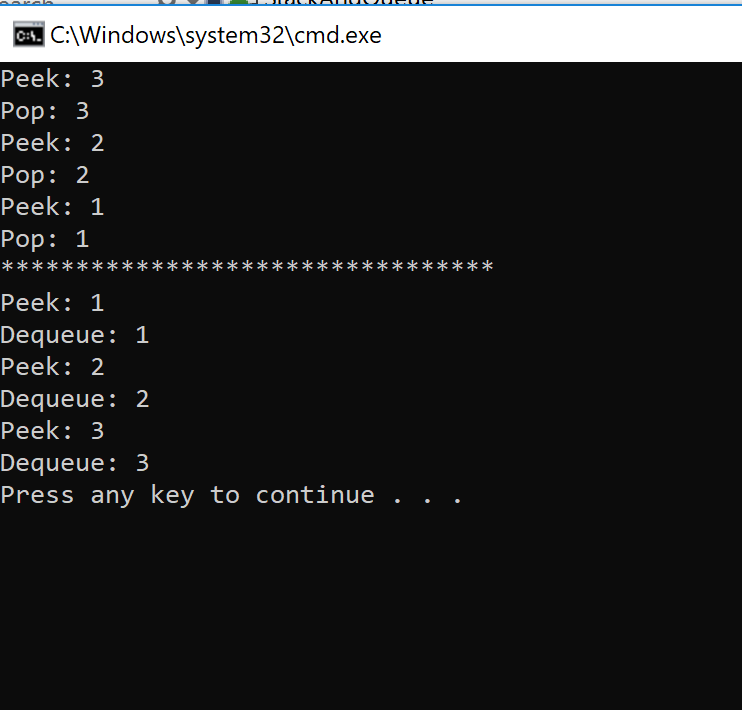 StackAndQueue
C:\Windows\system32\cmd.exe
Peek: 3
Pop: 3
Peek: 2
Pop: 2
Peek: 1
Pop: 1
*********************************
Peek: 1
Dequeue: 1
Peek: 2
Dequeue: 2
Peek: 3
Dequeue: 3
Press any key to continue . . .